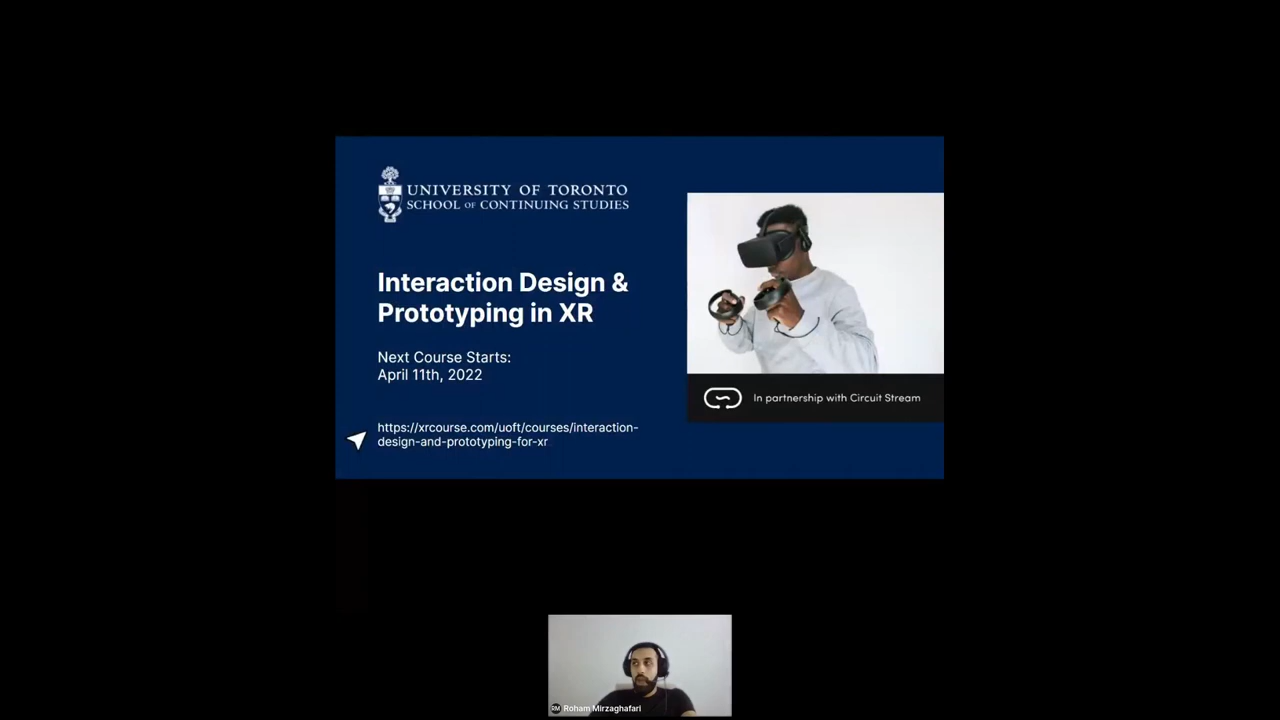 UNIVERSITY OF TORONTO
SCHOOL OF CONTINUING STUDIES
Interaction Design &
Prototyping in XR
Next Course Starts:
April 11th, 2022
https://xrcourse.com/uoft/courses/interaction-
design-and-prototyping-for-xr
In partnership with Circuit Stream
RM Roham Mirzaghafari